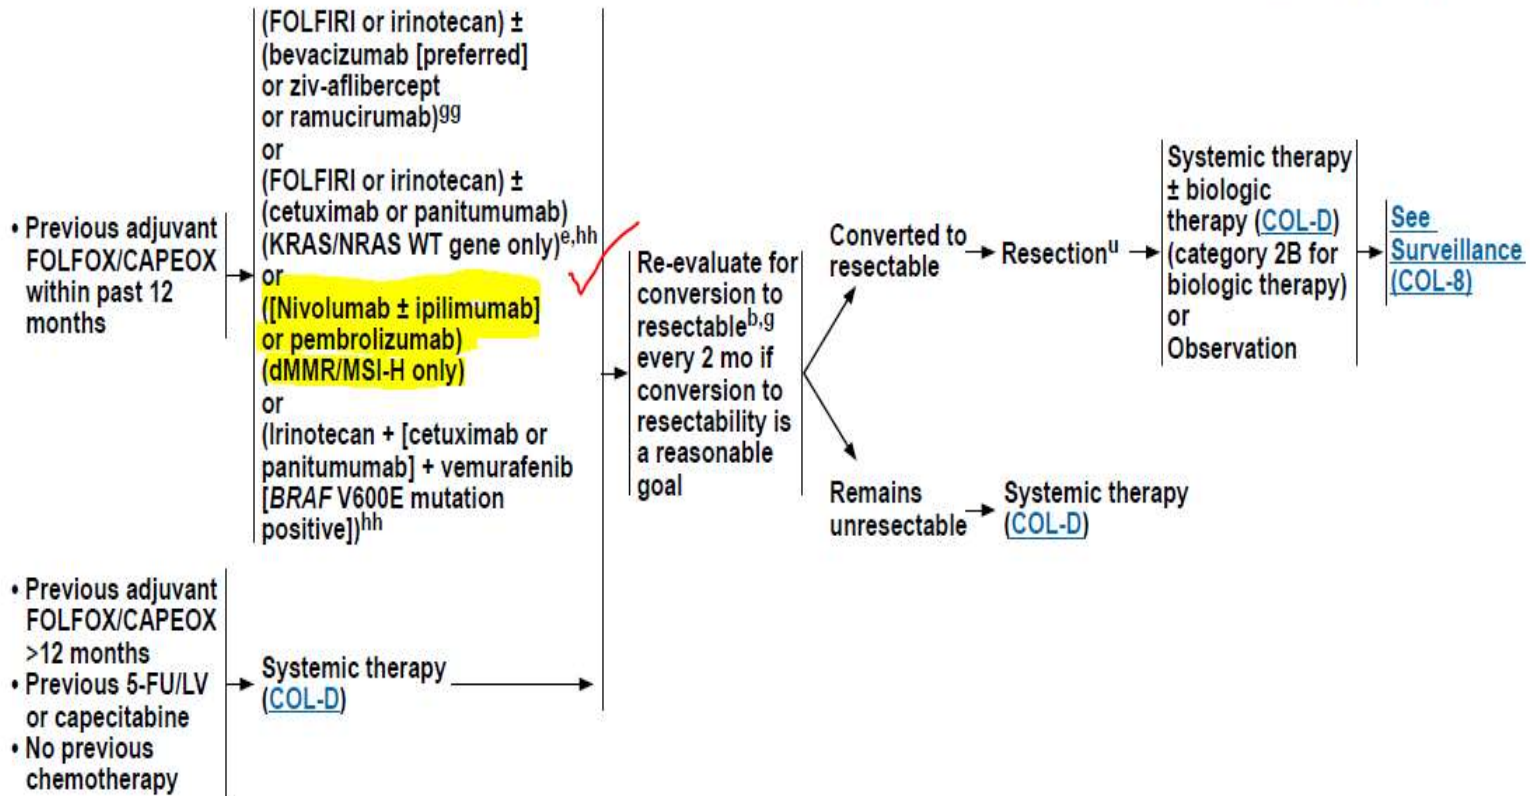 • Previous adjuvant
FOLFOX/CAPEOX
within past 12
months
(FOLFIRI or irinotecan) ±
(bevacizumab [preferred]
or ziv-aflibercept
or ramucirumab)gg
or
(FOLFIRI or irinotecan) ±
(cetuximab or panitumumab)
(KRAS/NRAS WT gene only)e,hh
or
([Nivolumab ± ipilimumab]
or pembrolizumab)
(dMMR/MSI-H only)
or
(Irinotecan + [cetuximab or
panitumumab] + vemurafenib
[BRAF V600E mutation
positive])hh
• Previous adjuvant
FOLFOX/CAPEOX
>12 months
• Previous 5-FU/LV
or capecitabine
• No previous
chemotherapy
Systemic therapy
(COL-D)
Re-evaluate for
conversion to
resectableb,g
every 2 mo if
conversion to
resectability is
a reasonable
goal
Converted to
resectable
Resectionu
Systemic therapy
± biologic
therapy (COL-D)
(category 2B for
biologic therapy)
or
Observation
See
Surveillance
(COL-8)
Remains
unresectable
Systemic therapy
(COL-D)